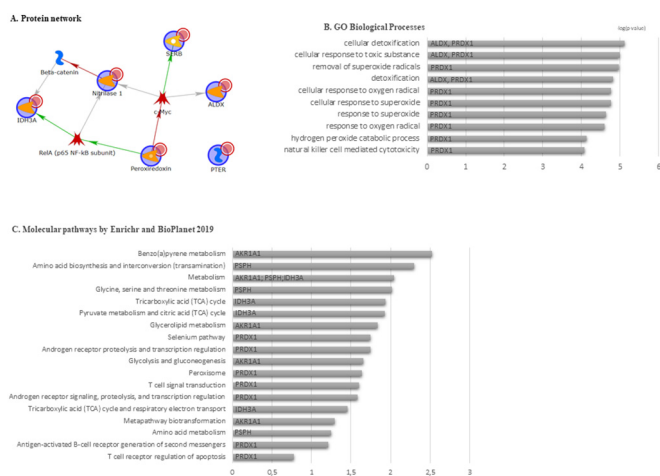 A. Protein network
SERB
Beta-catenin
Nitrilase 1
ALDX
c-Myc
IDH3A
RelA (p65 NF-kB subunit)
Peroxiredoxin
PTER
B. GO Biological Processes
log(p value)
cellular detoxification ALDX, PRDX1
cellular response to toxic substance ALDX, PRDX1
removal of superoxide radicals PRDX1
detoxification ALDX, PRDX1
cellular response to oxygen radical PRDX1
cellular response to superoxide PRDX1
response to superoxide PRDX1
response to oxygen radical PRDX1
hydrogen peroxide catabolic process PRDX1
natural killer cell mediated cytotoxicity PRDX1
0 1 2 3 4 5 6
C. Molecular pathways by Enrichr and BioPlanet 2019
Benzo(a)pyrene metabolism AKR1A1
Amino acid biosynthesis and interconversion (transamination) PSPH
Metabolism AKR1A1; PSPH;IDH3A
Glycine, serine and threonine metabolism PSPH
Tricarboxylic acid (TCA) cycle IDH3A
Pyruvate metabolism and citric acid (TCA) cycle IDH3A
Glycerolipid metabolism AKR1A1
Selenium pathway PRDX1
Androgen receptor proteolysis and transcription regulation PRDX1
Glycolysis and gluconeogenesis AKR1A1
Peroxisome PRDX1
T cell signal transduction PRDX1
Androgen receptor signaling, proteolysis, and transcription regulation PRDX1
Tricarboxylic acid (TCA) cycle and respiratory electron transport IDH3A
Metapathway biotransformation AKR1A1
Amino acid metabolism PSPH
Antigen-activated B-cell receptor generation of second messengers PRDX1
T cell receptor regulation of apoptosis PRDX1
0 0,5 1 1,5 2 2,5 3